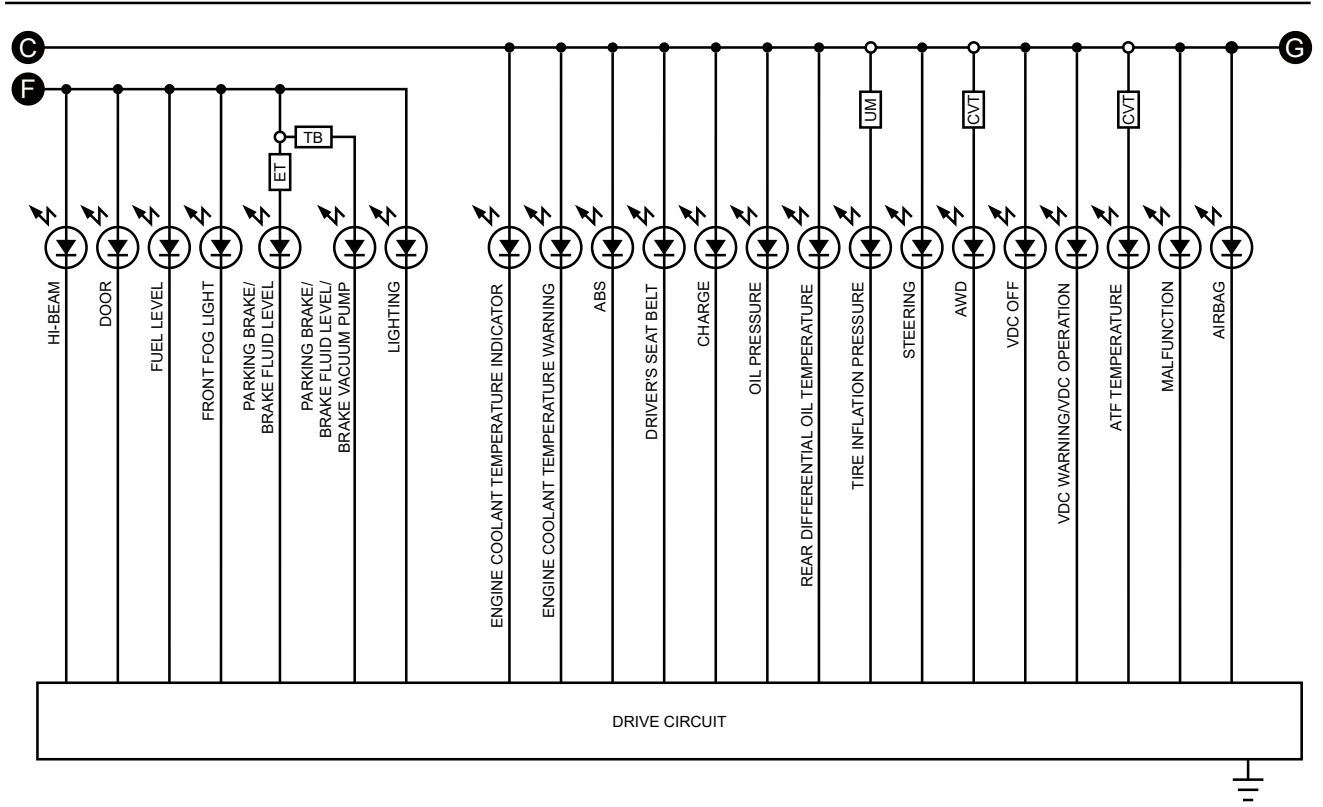 C
G
F
UM
CVT
CVT
TB
ET
HI-BEAM
DOOR
FUEL LEVEL
FRONT FOG LIGHT
PARKING BRAKE/
BRAKE FLUID LEVEL
PARKING BRAKE/
BRAKE FLUID LEVEL/
BRAKE VACUUM PUMP
LIGHTING
ENGINE COOLANT TEMPERATURE INDICATOR
ENGINE COOLANT TEMPERATURE WARNING
ABS
DRIVER'S SEAT BELT
CHARGE
OIL PRESSURE
REAR DIFFERENTIAL OIL TEMPERATURE
TIRE INFLATION PRESSURE
STEERING
AWD
VDC OFF
VDC WARNING/VDC OPERATION
ATF TEMPERATURE
MALFUNCTION
AIRBAG
DRIVE CIRCUIT